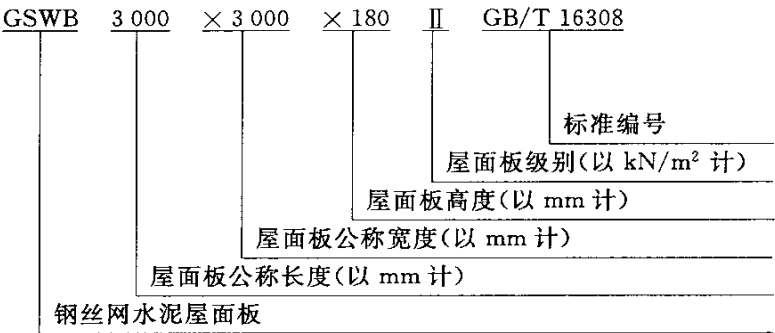 GSWB 3 000 ×3 000 ×180 Ⅱ GB/T 16308
标准编号
屋面板级别(以 kN/m² 计)
屋面板高度(以 mm 计)
屋面板公称宽度(以 mm 计)
屋面板公称长度(以 mm 计)
钢丝网水泥屋面板